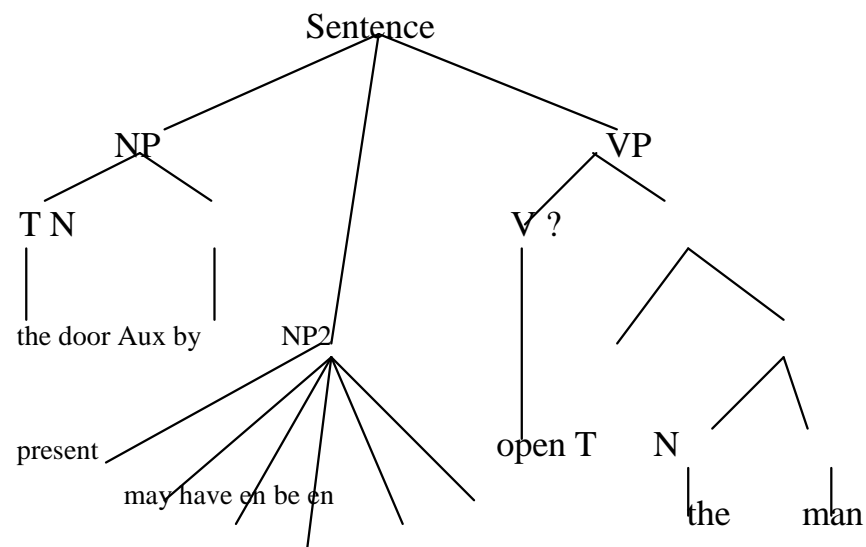 Sentence
NP VP
T N V ?
the door Aux by NP2
present open T N
may have en be en the man